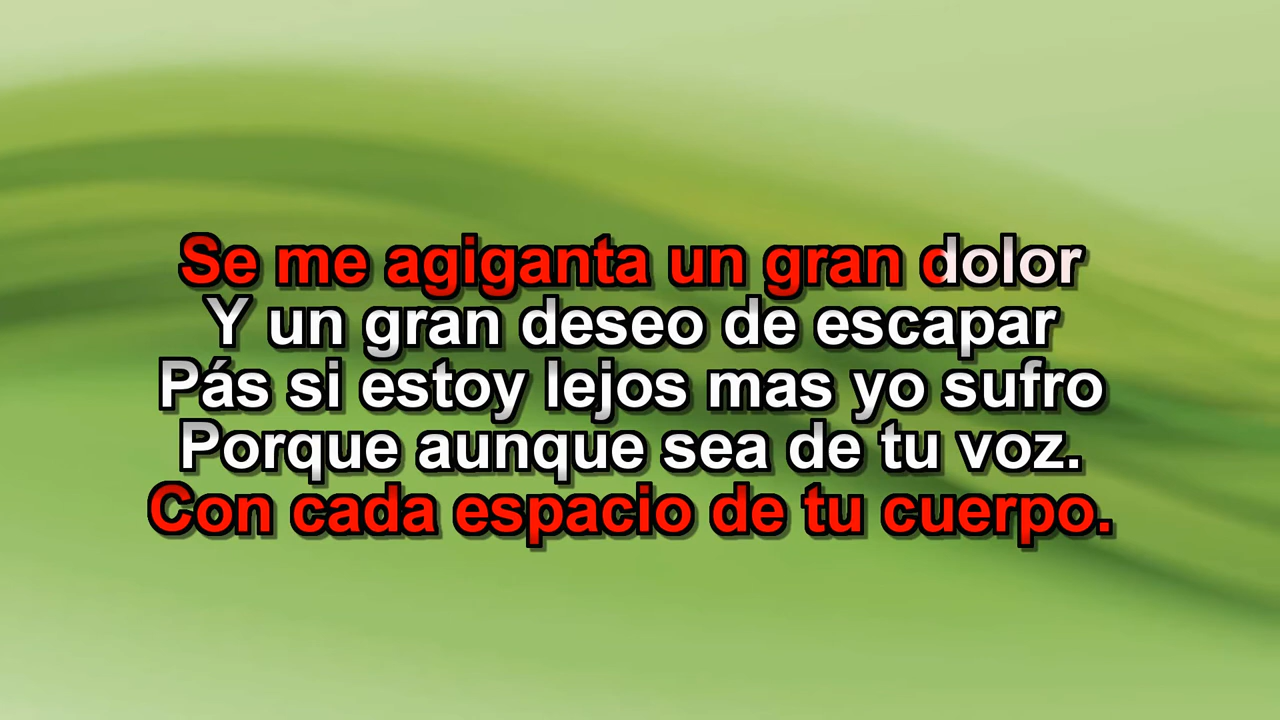 Se me agiganta un gran dolor
Y un gran deseo de escapar
Pás si estoy lejos mas yo sufro
Porque aunque sea de tu voz.
Con cada espacio de tu cuerpo.